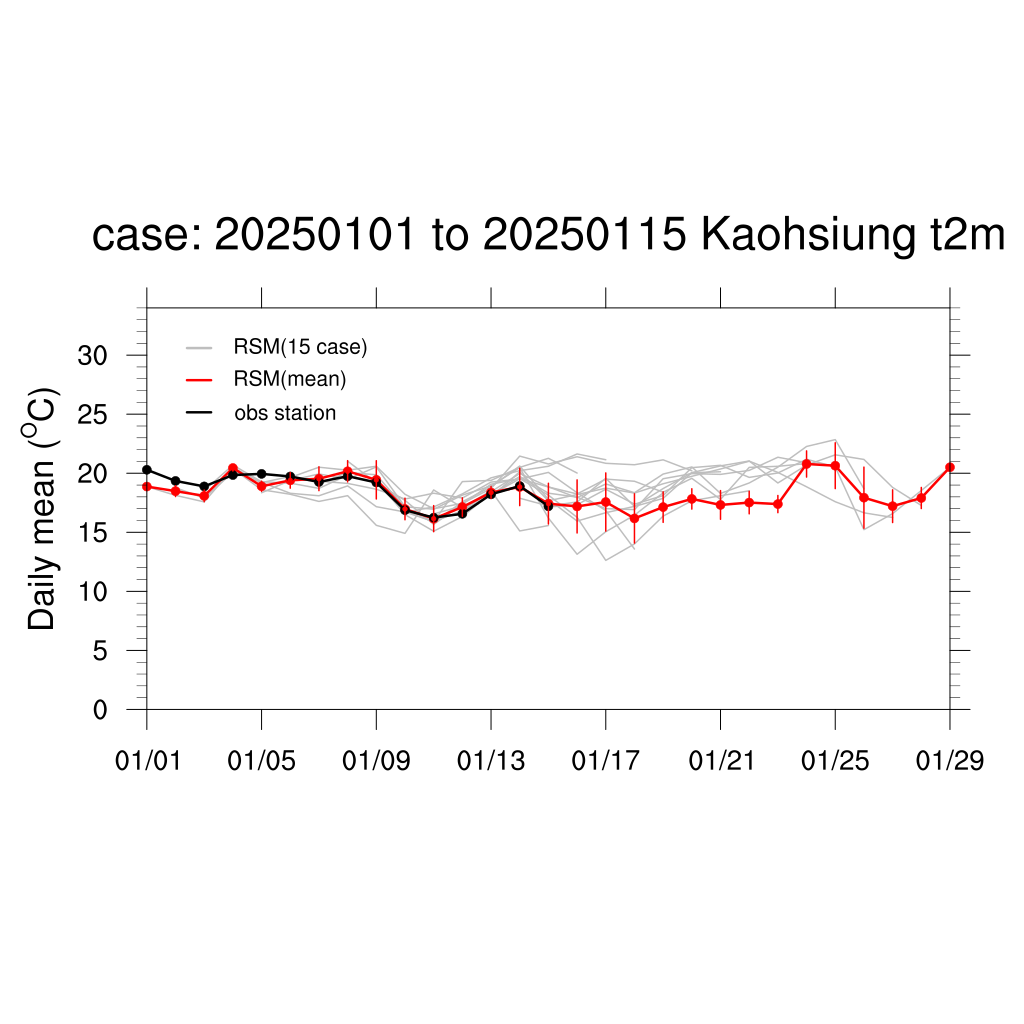 case: 20250101 to 20250115 Kaohsiung t2m
RSM(15 case)
RSM(mean)
obs station
Daily mean (°C)
30
25
20
15
10
5
0
01/01 01/05 01/09 01/13 01/17 01/21 01/25 01/29